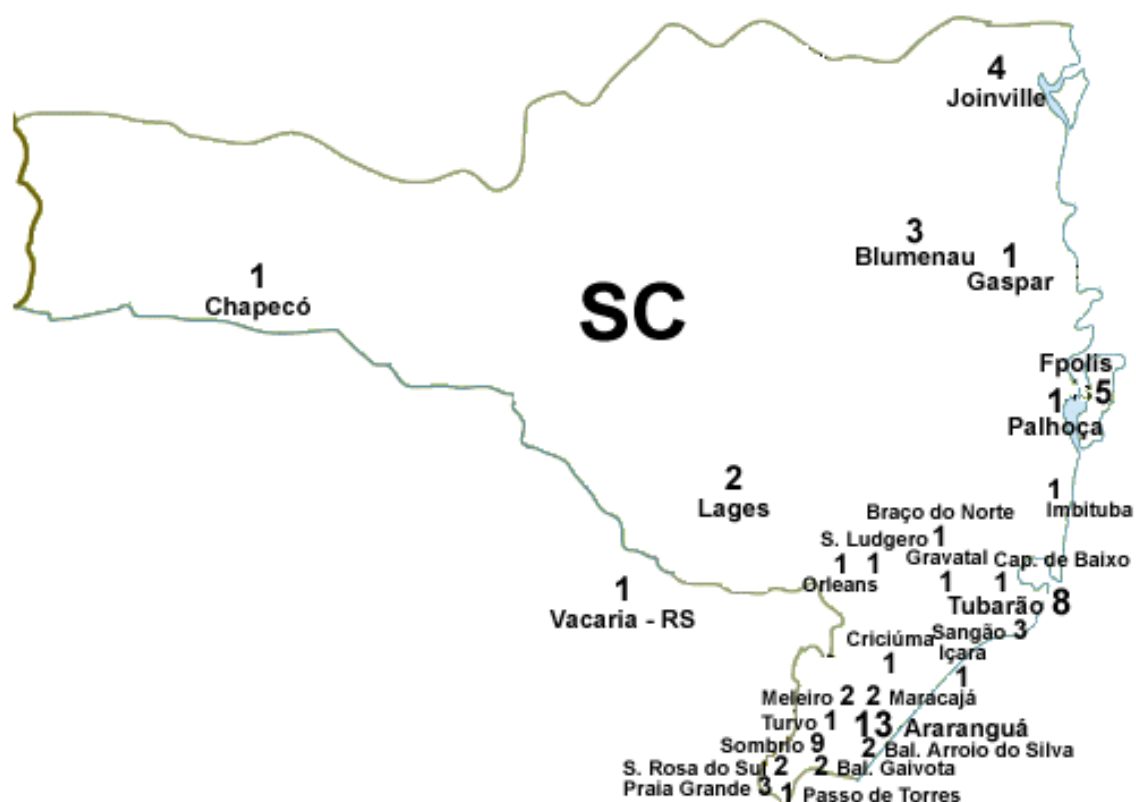 4
Joinville
3
Blumenau
1
Gaspar
1
Chapecó
SC
Fpolis
5
1
Palhoça
2
Lages
1
Imbituba
Braço do Norte
1
S. Ludgero
1
1
Orleans
Gravatal
1
Cap. de Baixo
1
Tubarão 8
1
Vacaria - RS
Sangão 3
Criciúma
1
Içara
1
Meleiro 2
2 Maracajá
Turvo 1
13 Araranguá
Sombrio 9
2 Bal. Arroio do Silva
S. Rosa do Sul 2
2 Bal. Gaivota
Praia Grande 3
1 Passo de Torres